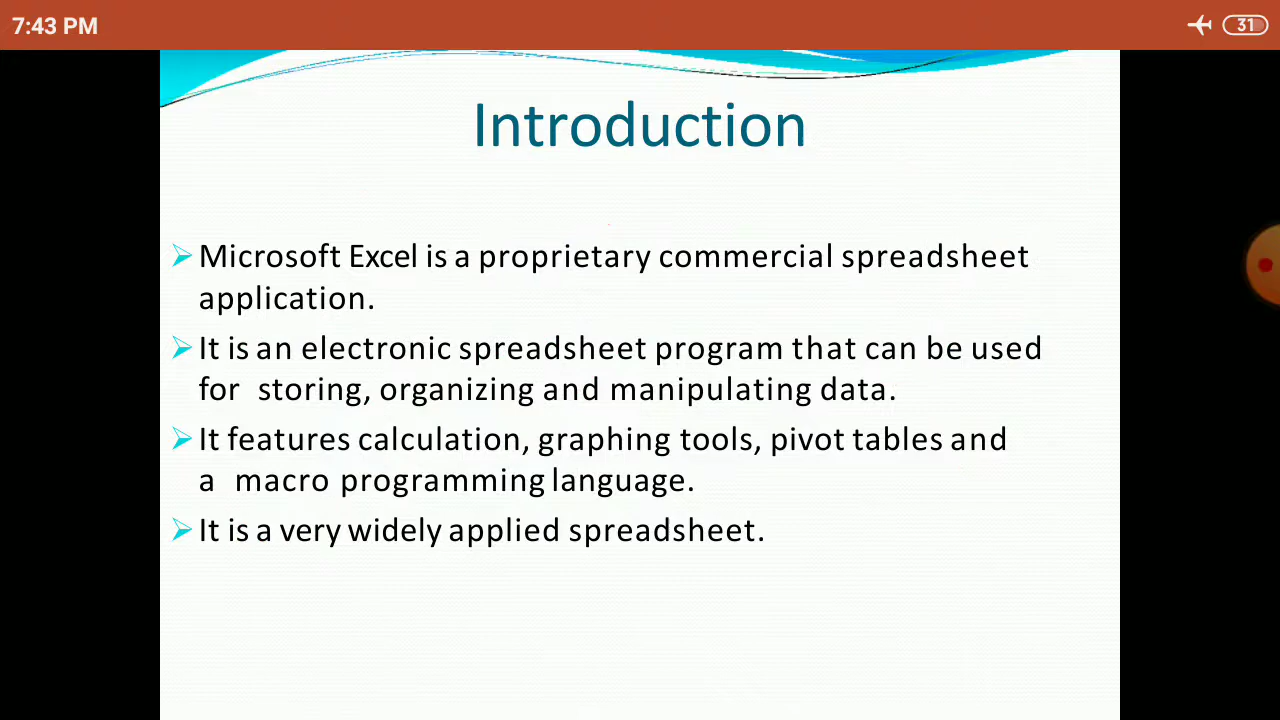 7:43 PM
31
Introduction
Microsoft Excel is a proprietary commercial spreadsheet
application.
It is an electronic spreadsheet program that can be used
for storing, organizing and manipulating data.
It features calculation, graphing tools, pivot tables and
a macro programming language.
It is a very widely applied spreadsheet.